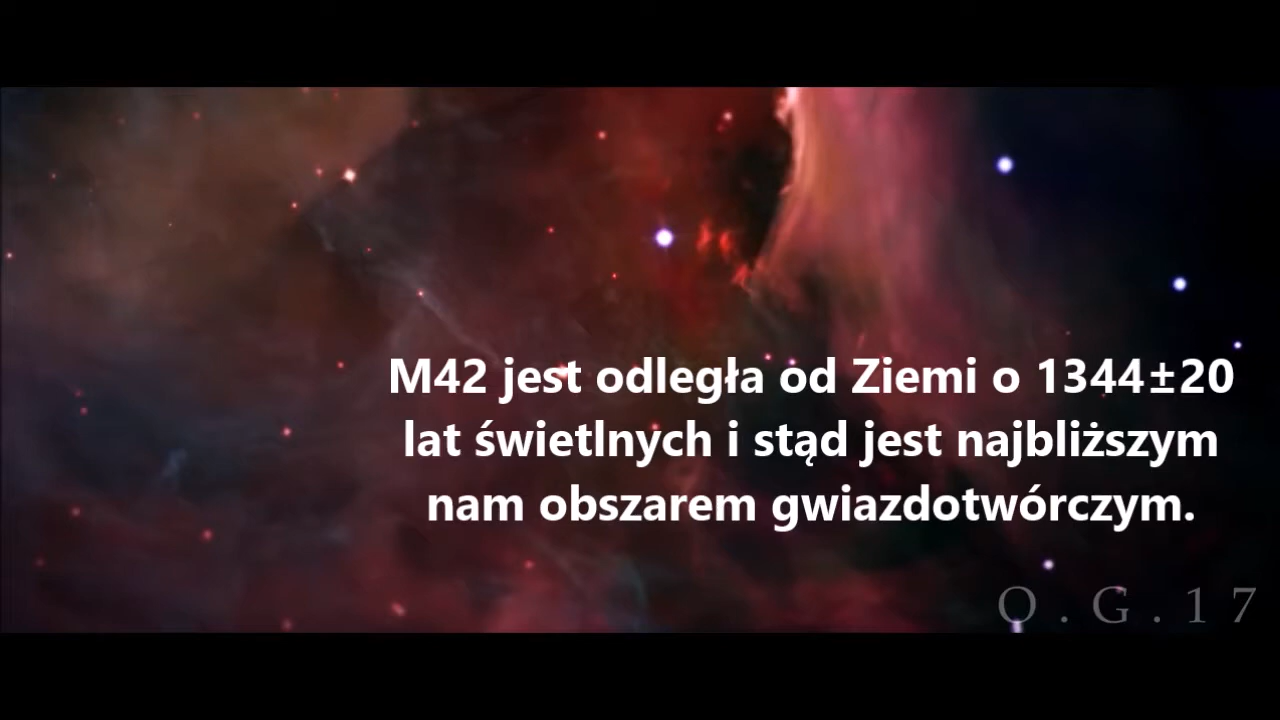 M42 jest odległa od Ziemi o 1344±20
lat świetlnych i stąd jest najbliższym
nam obszarem gwiazdotwórczym.
O.G.17